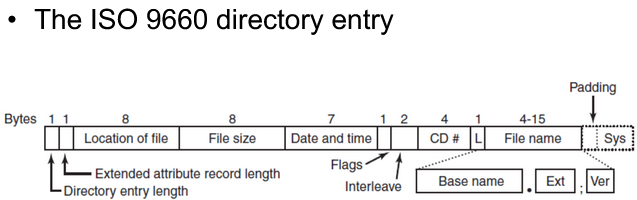 • The ISO 9660 directory entry
Padding
Bytes 1 1 8 8 7 1 2 4 1 4-15
Location of file File size Date and time CD # L File name Sys
Flags
Extended attribute record length
Interleave
Base name . Ext ; Ver
Directory entry length